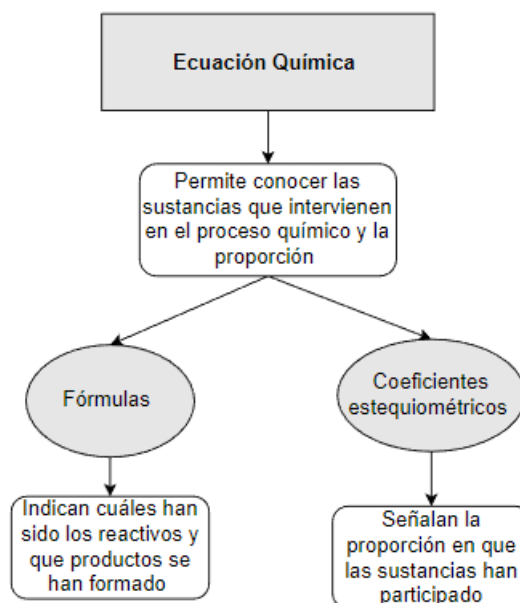 Ecuación Química
Permite conocer las
sustancias que intervienen
en el proceso químico y la
proporción
Fórmulas
Coeficientes
estequiométricos
Indican cuáles han
sido los reactivos y
que productos se
han formado
Señalan la
proporción en que
las sustancias han
participado